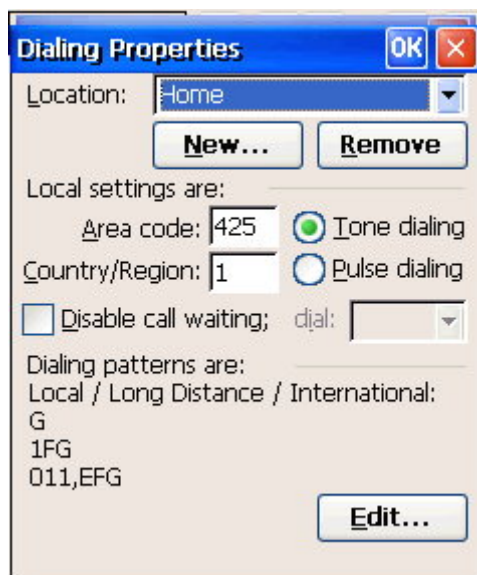 Dialing Properties OK
Location: Home
New... Remove
Local settings are:
Area code: 425 Tone dialing
Country/Region: 1 Pulse dialing
Disable call waiting; dial:
Dialing patterns are:
Local / Long Distance / International:
G
1FG
011,EFG
Edit...